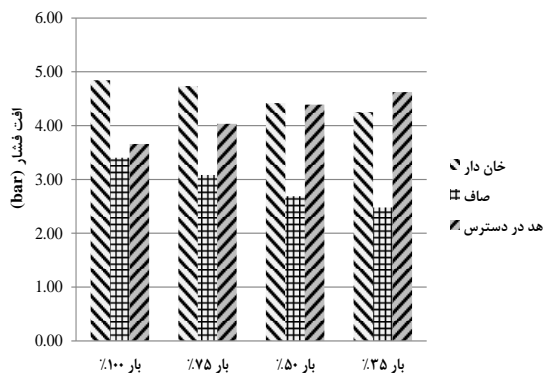 6.00
5.00
4.00
3.00
2.00
1.00
0.00
افت فشار (bar)
بار ۱۰۰٪
بار ۷۵٪
بار ۵۰٪
بار ۳۵٪
خان دار
صاف
هد در دسترس